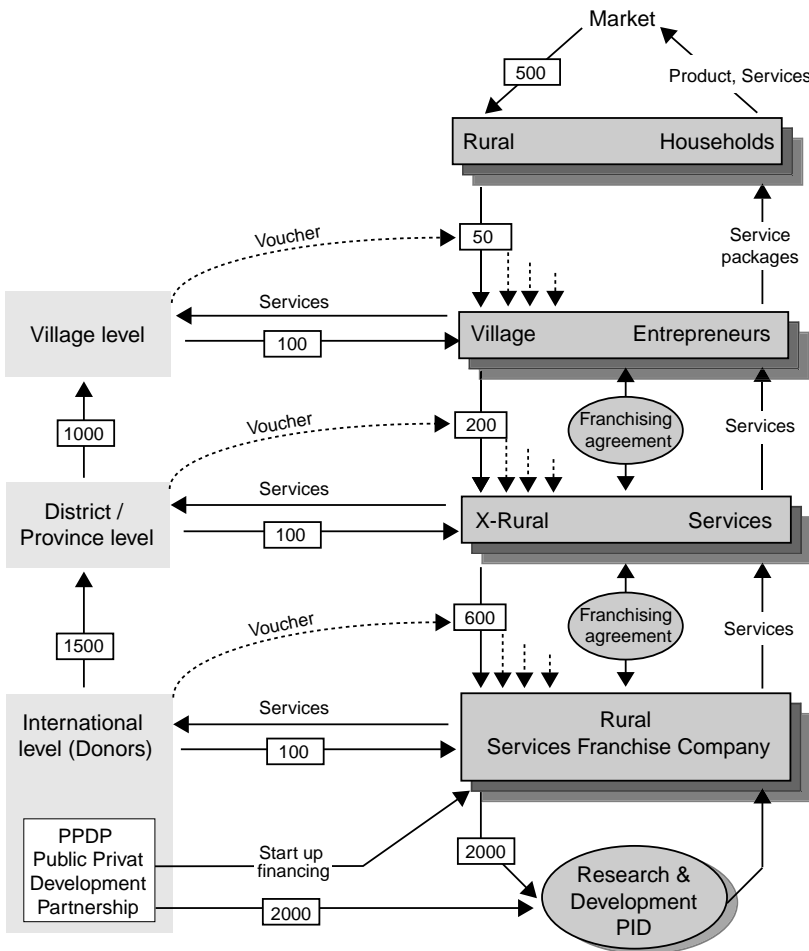 Market
500
Product, Services
Rural Households
Voucher
50
Service
packages
Village level
Services
100
Village Entrepreneurs
1000
Voucher
200
Franchising
agreement
Services
District /
Province level
Services
100
X-Rural Services
1500
Voucher
600
Franchising
agreement
Services
International
level (Donors)
Services
100
Rural
Services Franchise Company
PPDP
Public Privat
Development
Partnership
Start up
financing
2000
2000
Research &
Development
PID